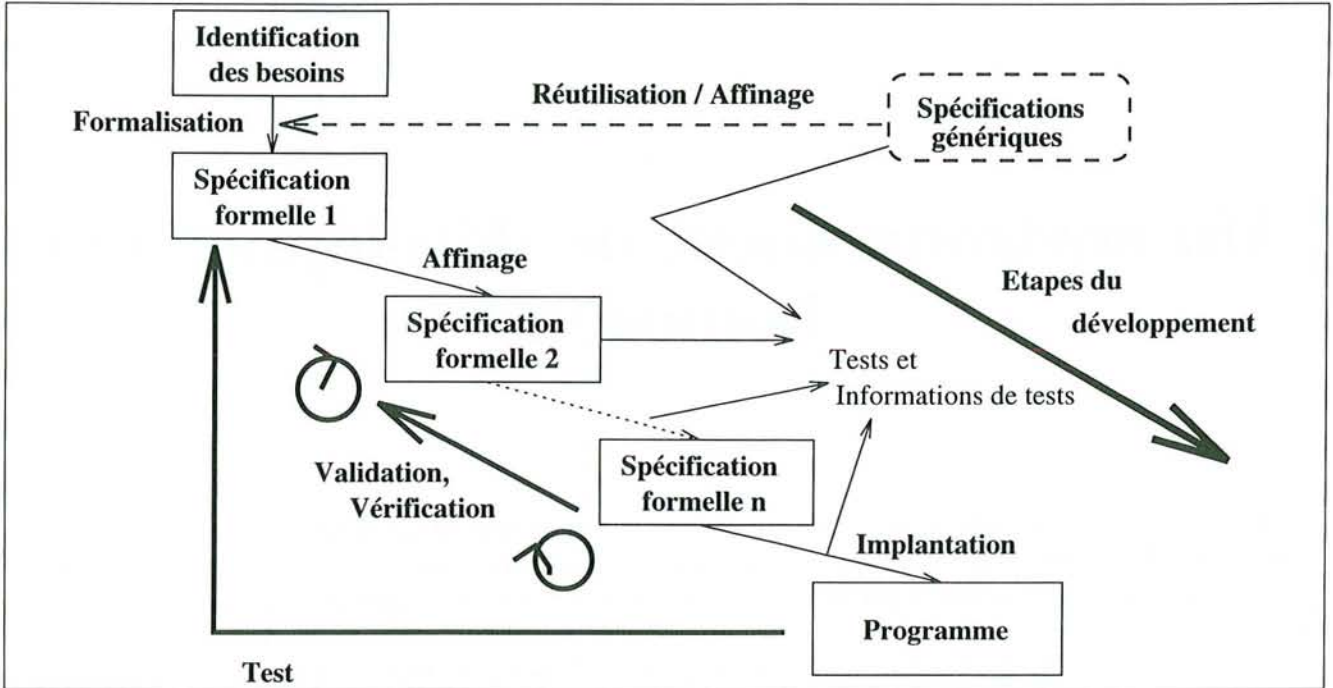 Identification
des besoins
Réutilisation / Affinage
Spécifications
génériques
Formalisation
Spécification
formelle 1
Affinage
Etapes du
développement
Spécification
formelle 2
Tests et
Informations de tests
Validation,
Vérification
Spécification
formelle n
Implantation
Programme
Test